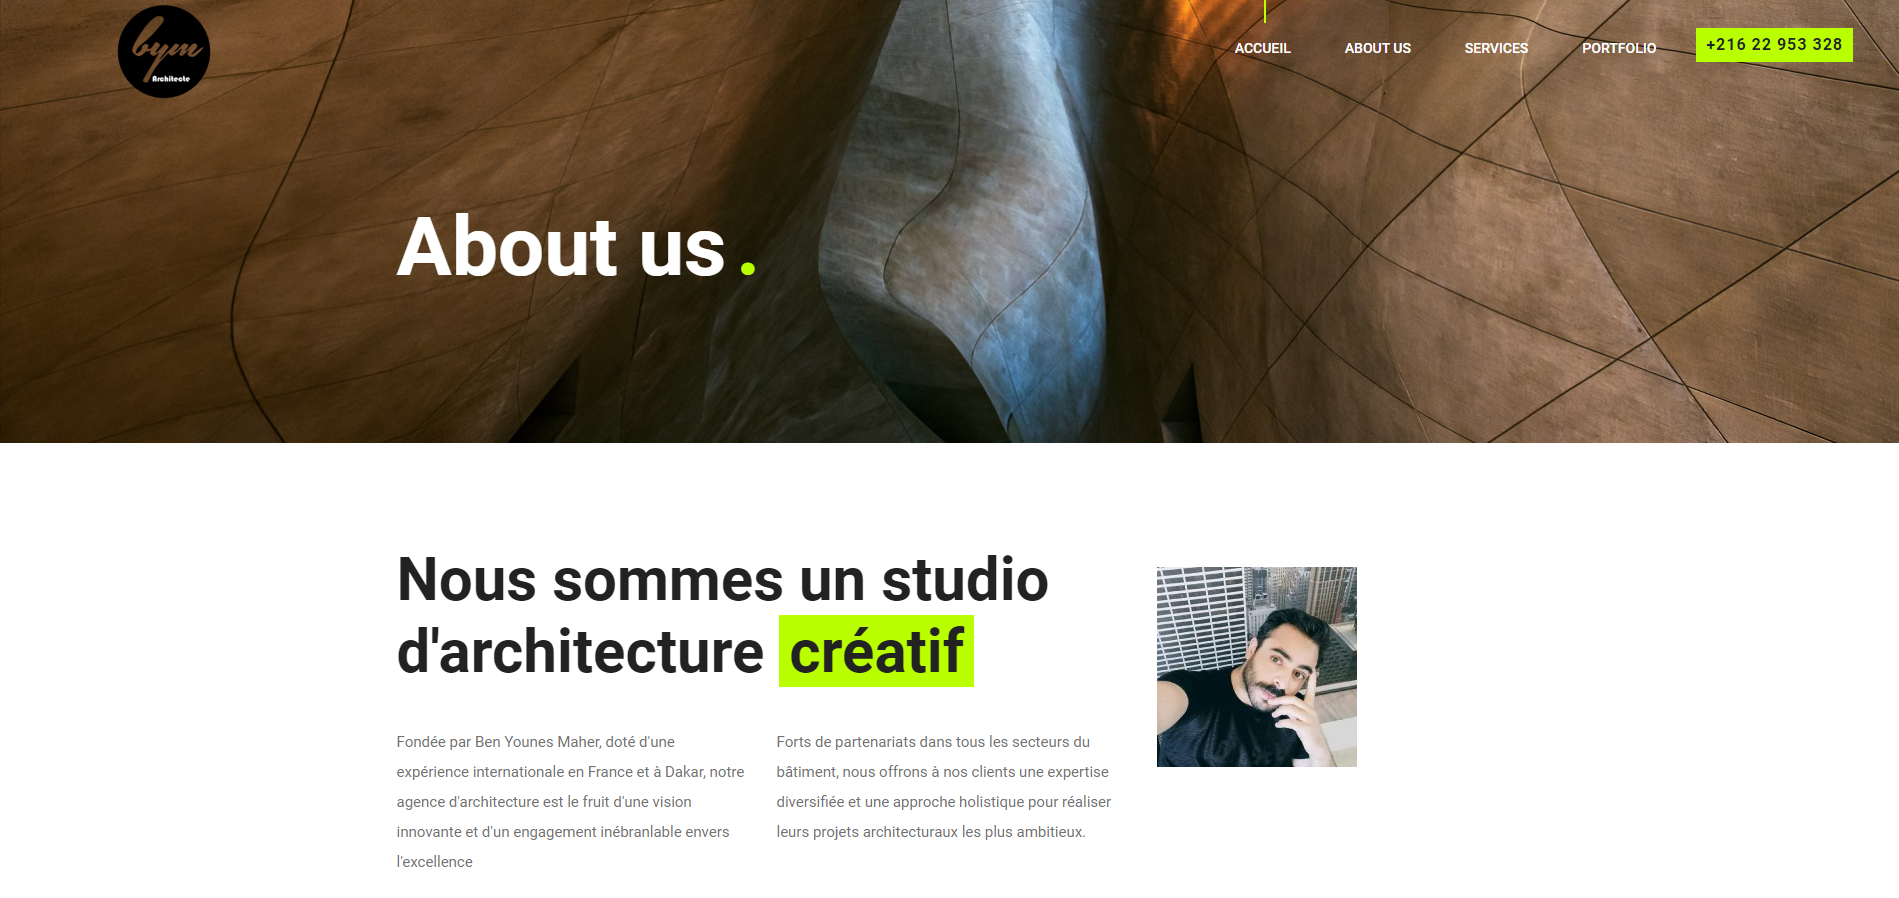 bym
Architecte
ACCUEIL
ABOUT US
SERVICES
PORTFOLIO
+216 22 953 328
About us.
Nous sommes un studio
d'architecture créatif
Fondée par Ben Younes Maher, doté d'une
expérience internationale en France et à Dakar, notre
agence d'architecture est le fruit d'une vision
innovante et d'un engagement inébranlable envers
l'excellence
Forts de partenariats dans tous les secteurs du
bâtiment, nous offrons à nos clients une expertise
diversifiée et une approche holistique pour réaliser
leurs projets architecturaux les plus ambitieux.